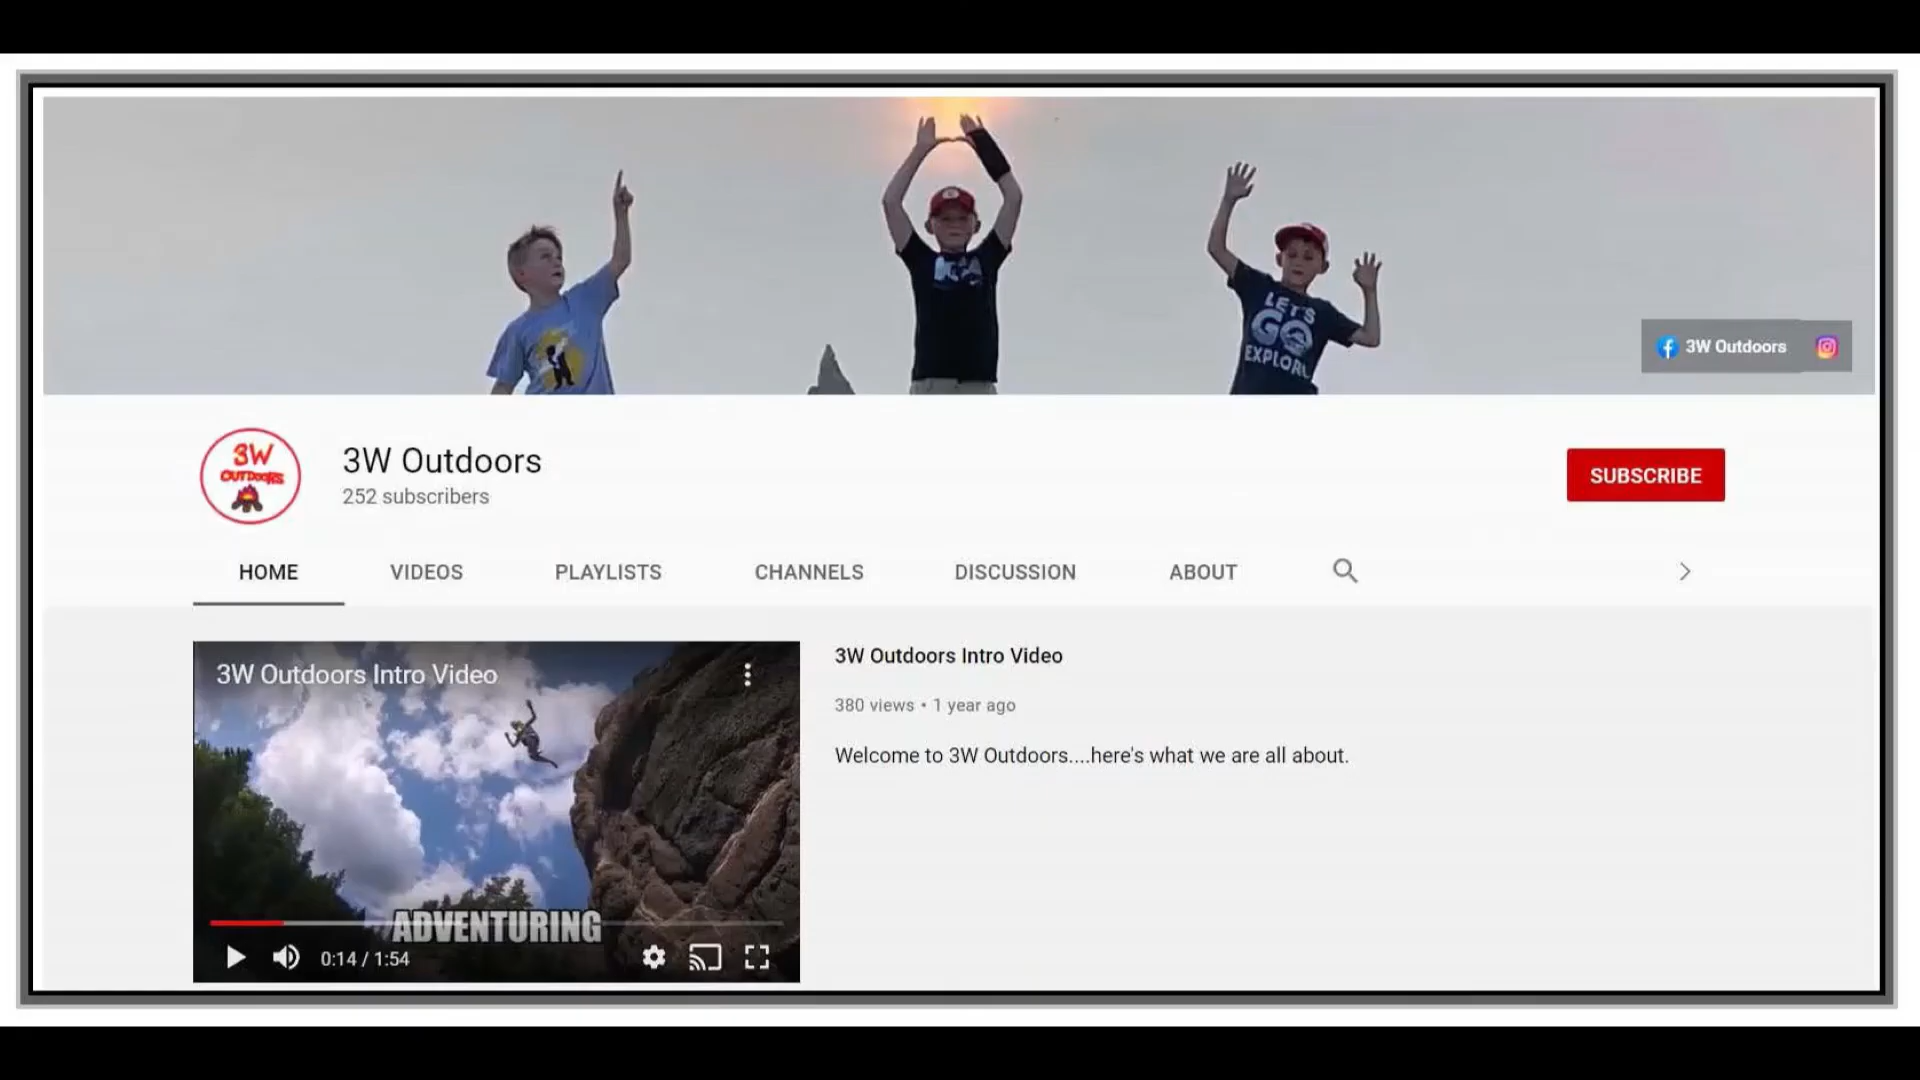 LET'S
GO
EXPLORE
3W Outdoors
3W
OUTDOORS
3W Outdoors
252 subscribers
SUBSCRIBE
HOME
VIDEOS
PLAYLISTS
CHANNELS
DISCUSSION
ABOUT
3W Outdoors Intro Video
ADVENTURING
0:14 / 1:54
3W Outdoors Intro Video
380 views • 1 year ago
Welcome to 3W Outdoors....here's what we are all about.